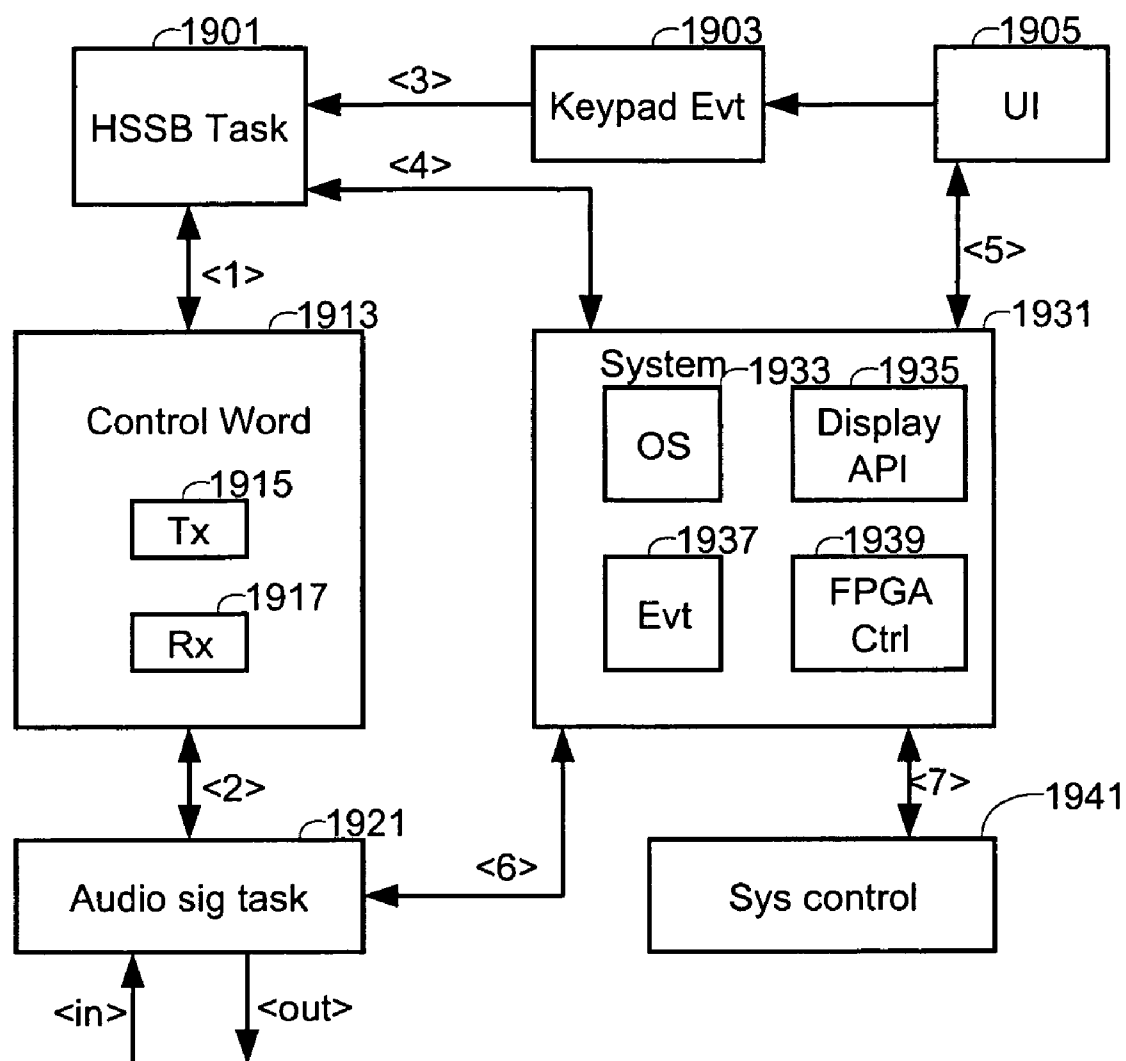 1901
1903
1905
HSSB Task
<3>
Keypad Evt
UI
<4>
<1>
<5>
1913
1931
Control Word
System
1933
1935
OS
Display
API
1915
Tx
1937
1939
1917
Rx
Evt
FPGA
Ctrl
<2>
<7>
1921
1941
Audio sig task
<6>
Sys control
<in>
<out>